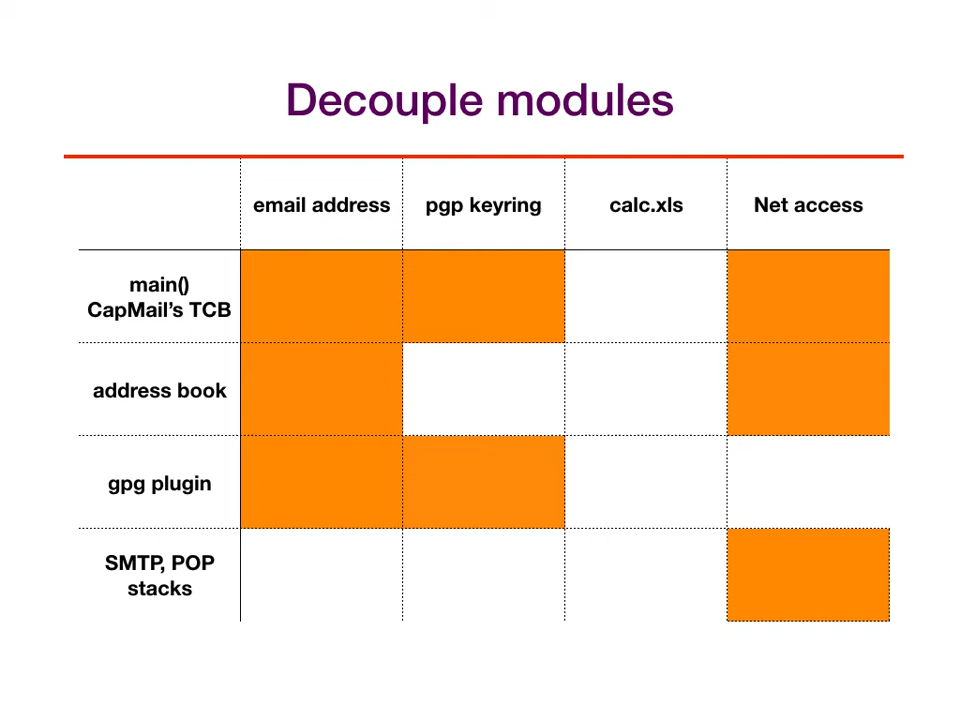 Decouple modules
email address
pgp keyring
calc.xls
Net access
main()
CapMail’s TCB
address book
gpg plugin
SMTP, POP
stacks